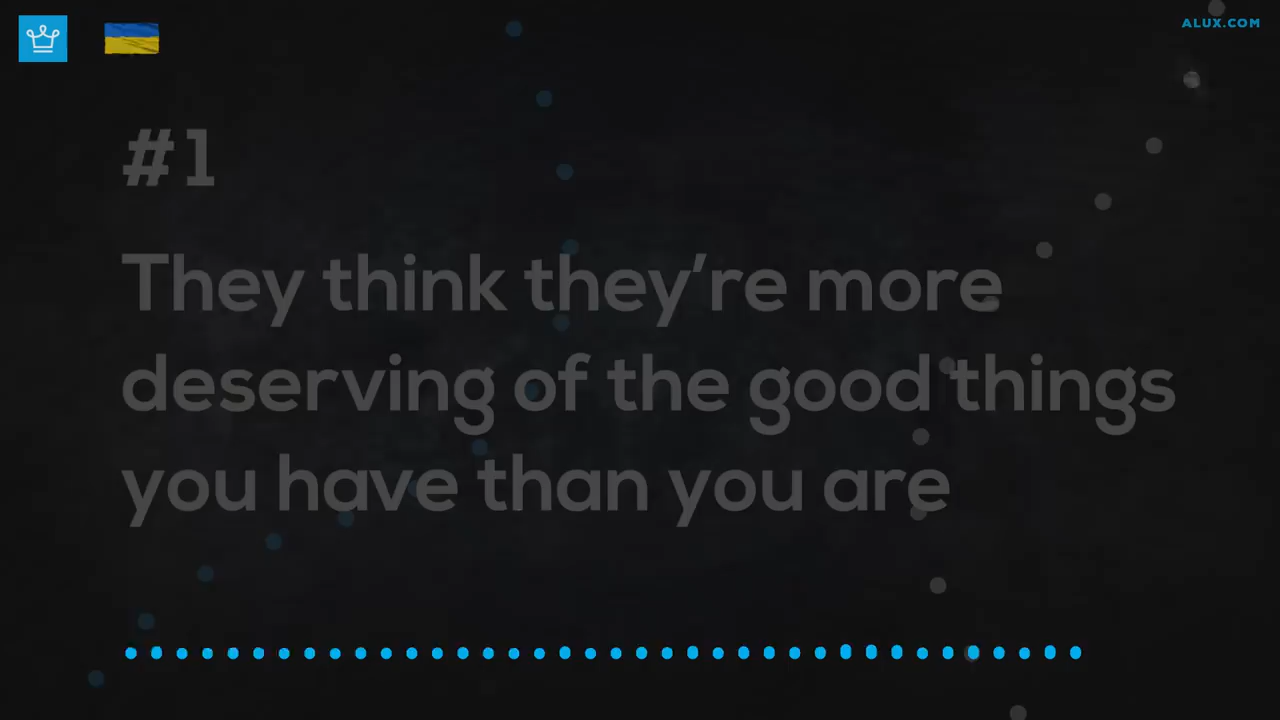 ALUX.COM
#1
They think they’re more
deserving of the good things
you have than you are